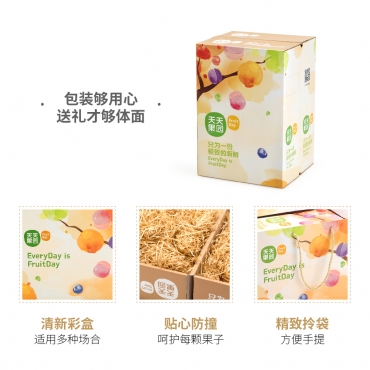 包装够用心
送礼才够体面
天天果园
FruitDay
只为一份
极致的新鲜
EveryDay is
FruitDay
天天果园
天天果园
EveryDay is
FruitDay
天天果园
EveryDay is
FruitDay
清新彩盒
贴心防撞
精致拎袋
适用多种场合
呵护每颗果子
方便手提